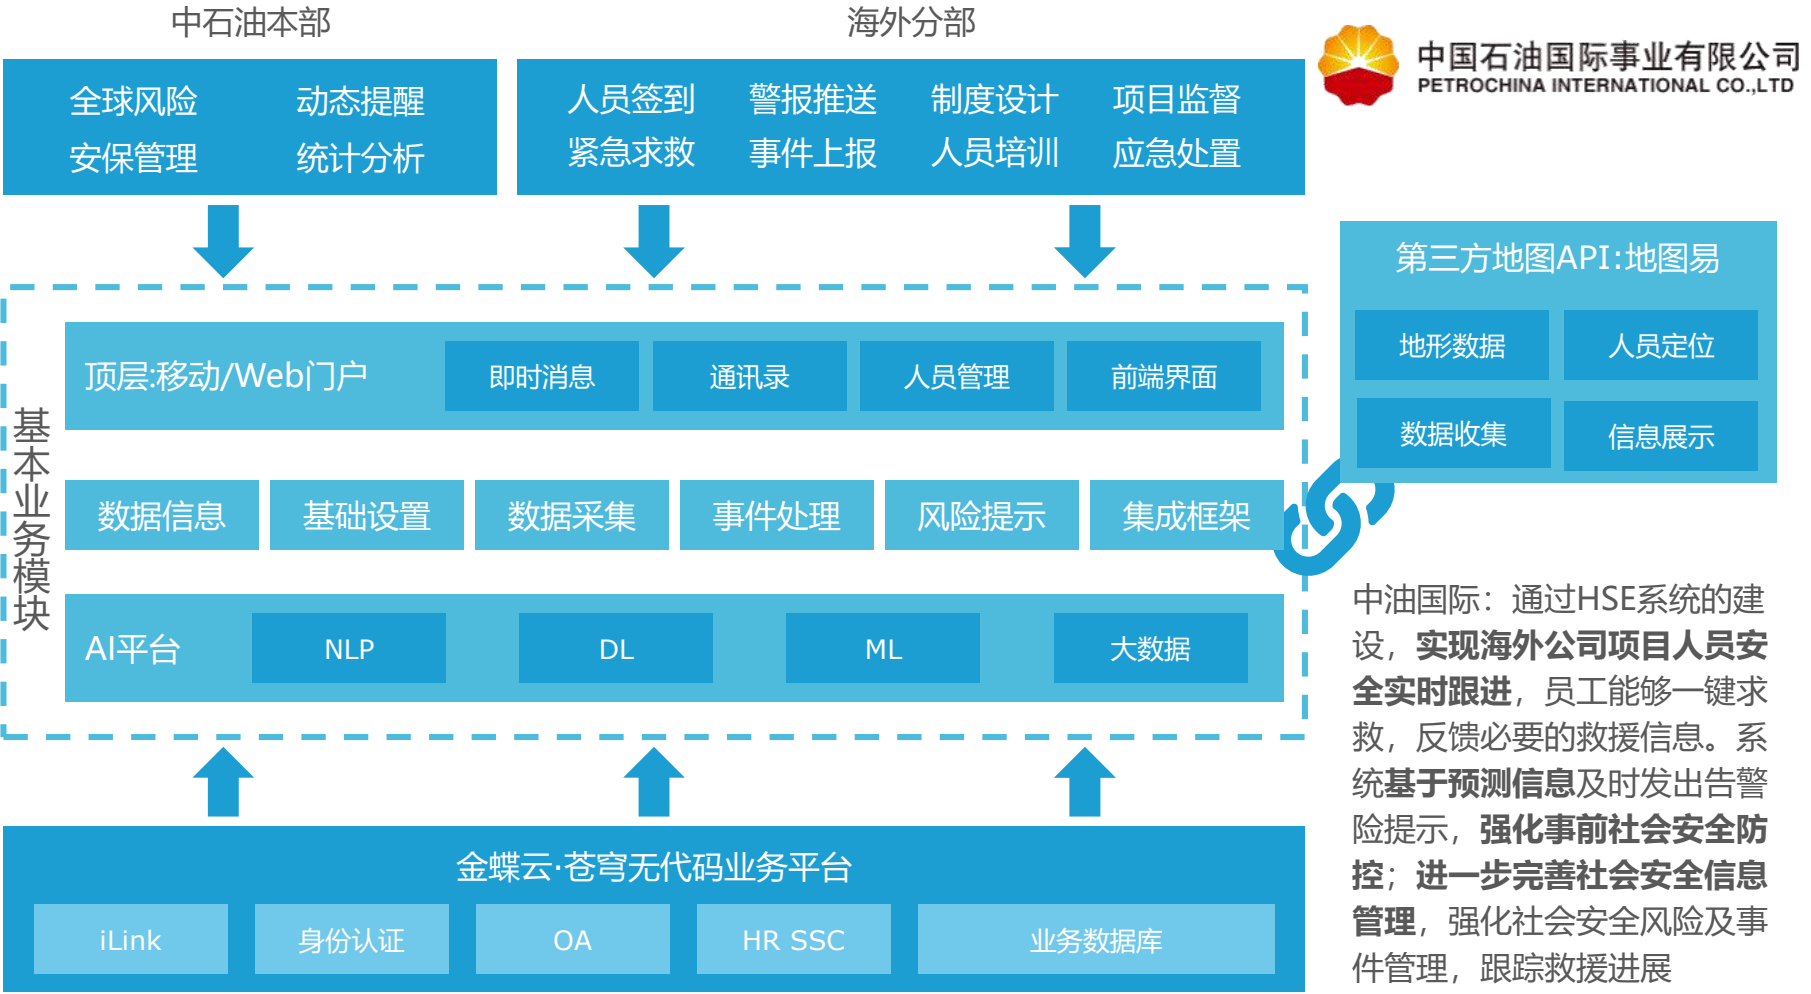 中石油本部
海外分部
中国石油国际事业有限公司
PETROCHINA INTERNATIONAL CO.,LTD
全球风险 动态提醒
安保管理 统计分析
人员签到 警报推送 制度设计 项目监督
紧急求救 事件上报 人员培训 应急处置
第三方地图API:地图易
地形数据 人员定位
数据收集 信息展示
基本业务模块
顶层:移动/Web门户 即时消息 通讯录 人员管理 前端界面
数据信息 基础设置 数据采集 事件处理 风险提示 集成框架
AI平台 NLP DL ML 大数据
金蝶云·苍穹无代码业务平台
iLink 身份认证 OA HR SSC 业务数据库
中油国际：通过HSE系统的建
设，实现海外公司项目人员安
全实时跟进，员工能够一键求
救，反馈必要的救援信息。系
统基于预测信息及时发出告警
险提示，强化事前社会安全防
控；进一步完善社会安全信息
管理，强化社会安全风险及事
件管理，跟踪救援进展